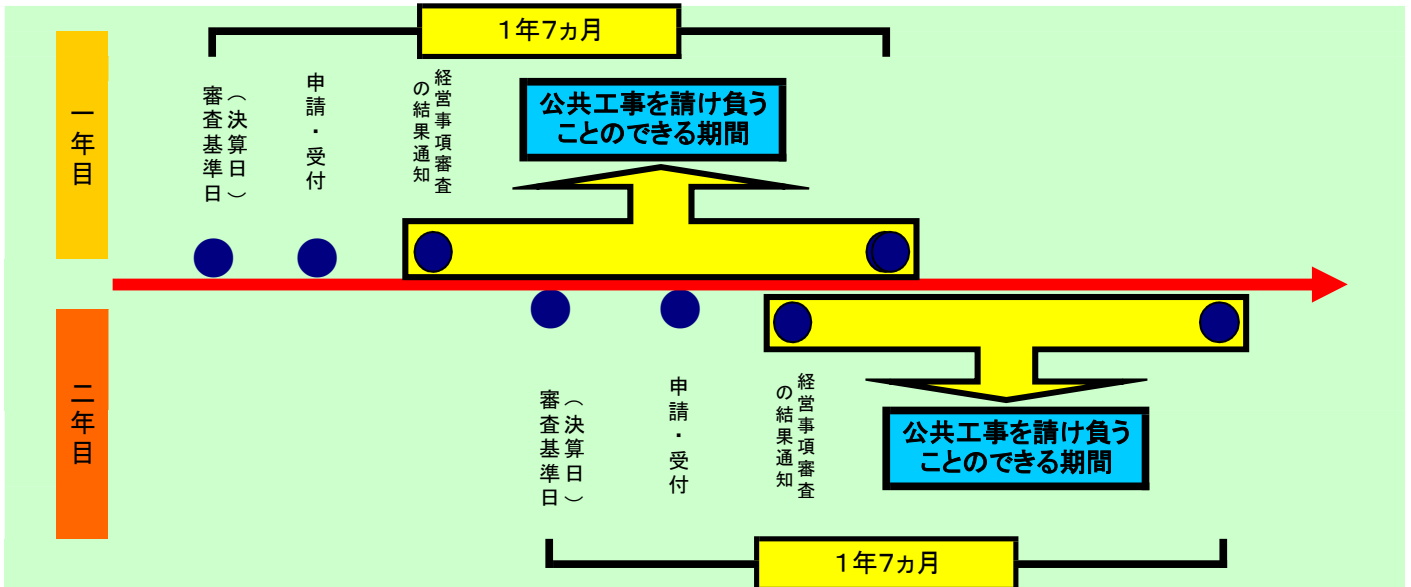 1年7ヵ月
一年目
審査基準日
（決算日）
申請・受付
経営事項審査
の結果通知
公共工事を請け負う
ことのできる期間
二年目
審査基準日
（決算日）
申請・受付
経営事項審査
の結果通知
公共工事を請け負う
ことのできる期間
1年7ヵ月